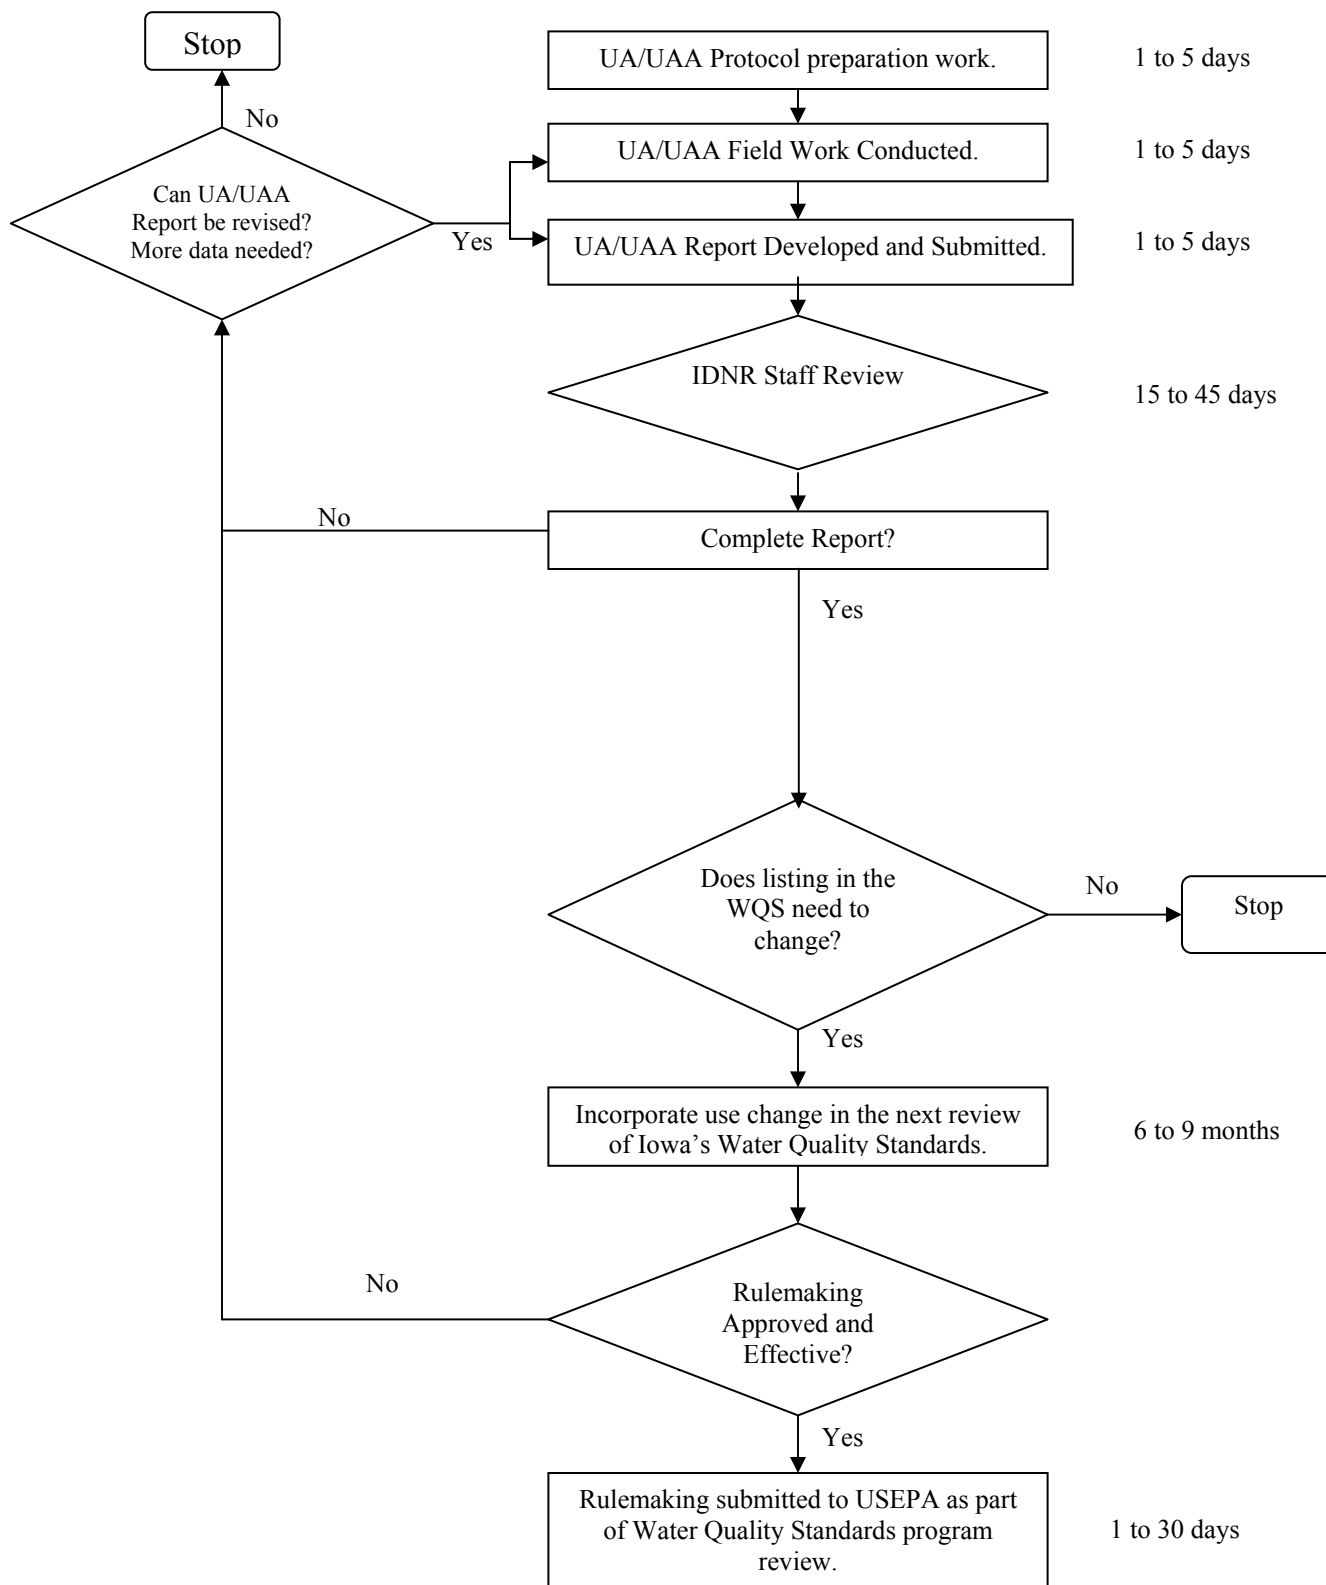 Stop
UA/UAA Protocol preparation work.
1 to 5 days
No
UA/UAA Field Work Conducted.
1 to 5 days
Can UA/UAA
Report be revised?
More data needed?
Yes
UA/UAA Report Developed and Submitted.
1 to 5 days
IDNR Staff Review
15 to 45 days
No
Complete Report?
Yes
Does listing in the
WQS need to
change?
No
Stop
Yes
Incorporate use change in the next review
of Iowa's Water Quality Standards.
6 to 9 months
No
Rulemaking
Approved and
Effective?
Yes
Rulemaking submitted to USEPA as part
of Water Quality Standards program
review.
1 to 30 days